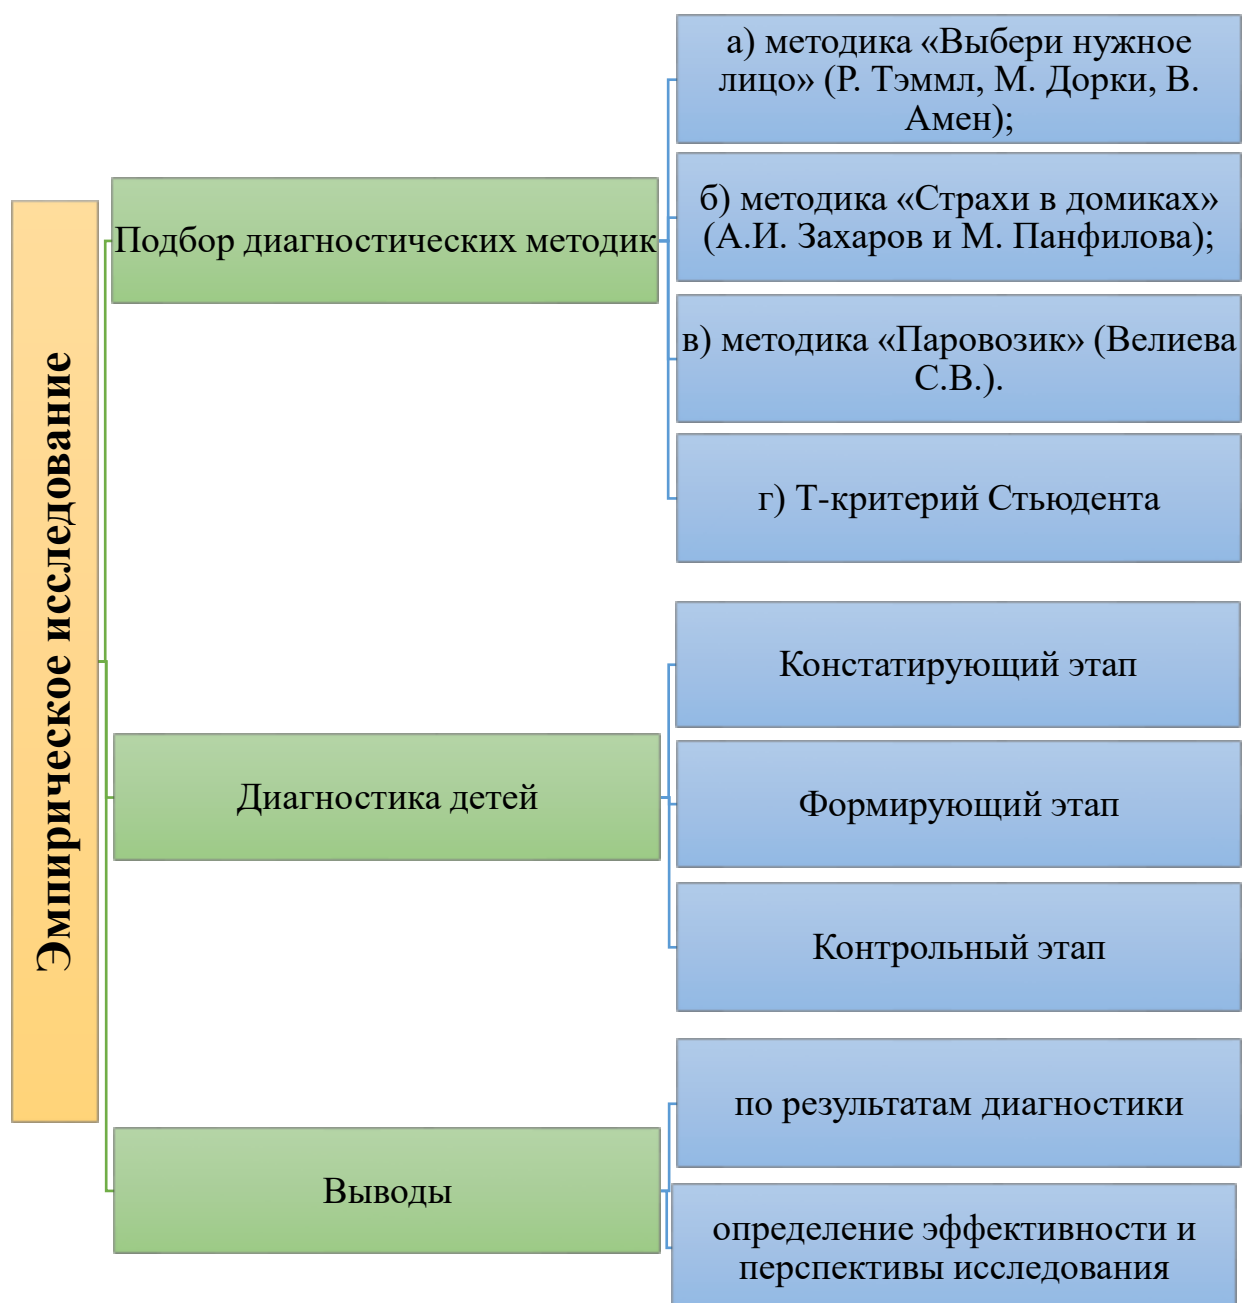 Эмпирическое исследование
Подбор диагностических методик
а) методика «Выбери нужное
лицо» (Р. Тэммл, М. Дорки, В.
Амен);
б) методика «Страхи в домиках»
(А.И. Захаров и М. Панфилова);
в) методика «Паровозик» (Велиева
С.В.).
г) Т-критерий Стьюдента
Диагностика детей
Констатирующий этап
Формирующий этап
Контрольный этап
Выводы
по результатам диагностики
определение эффективности и
перспективы исследования